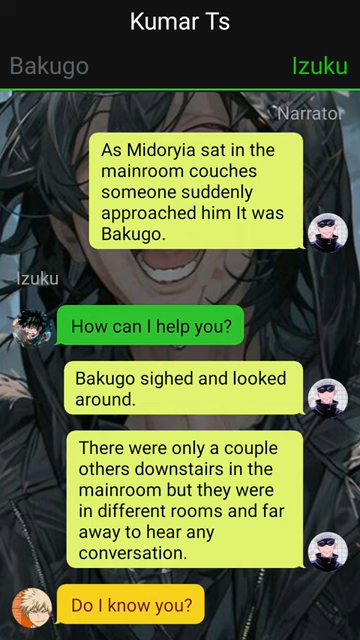 Kumar Ts
Bakugo
Izuku
Narrator
As Midoryia sat in the
mainroom couches
someone suddenly
approached him It was
Bakugo.
Izuku
How can I help you?
Bakugo sighed and looked
around.
There were only a couple
others downstairs in the
mainroom but they were
in different rooms and far
away to hear any
conversation.
Do I know you?